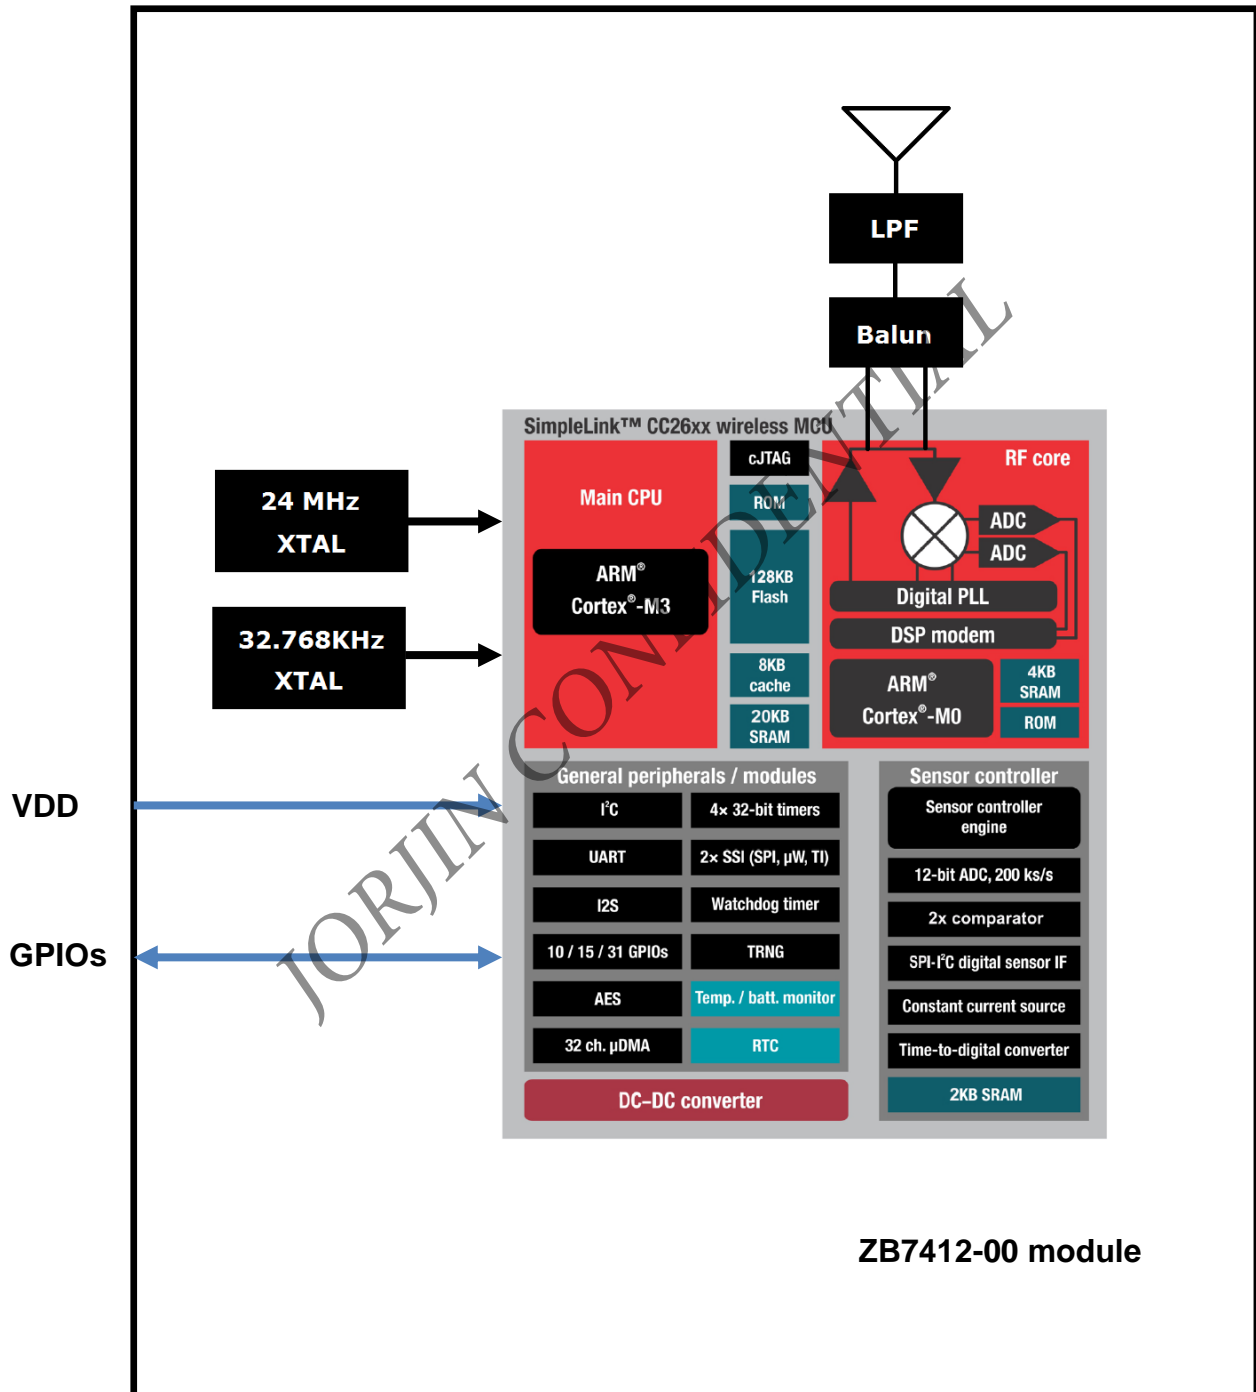 LPF
Balun
SimpleLink™ CC26xx wireless MCU
24 MHz
XTAL
32.768KHz
XTAL
Main CPU
ARM®
Cortex®-M3
cJTAG
ROM
128KB
Flash
8KB
cache
20KB
SRAM
RF core
ADC
ADC
Digital PLL
DSP modem
ARM®
Cortex®-M0
4KB
SRAM
ROM
VDD
GPIOs
General peripherals / modules
I²C
4× 32-bit timers
UART
2× SSI (SPI, µW, TI)
I2S
Watchdog timer
10 / 15 / 31 GPIOs
TRNG
AES
Temp. / batt. monitor
32 ch. µDMA
RTC
DC–DC converter
Sensor controller
Sensor controller
engine
12-bit ADC, 200 ks/s
2x comparator
SPI-I²C digital sensor IF
Constant current source
Time-to-digital converter
2KB SRAM
JORJIN CONFIDENTIAL
ZB7412-00 module